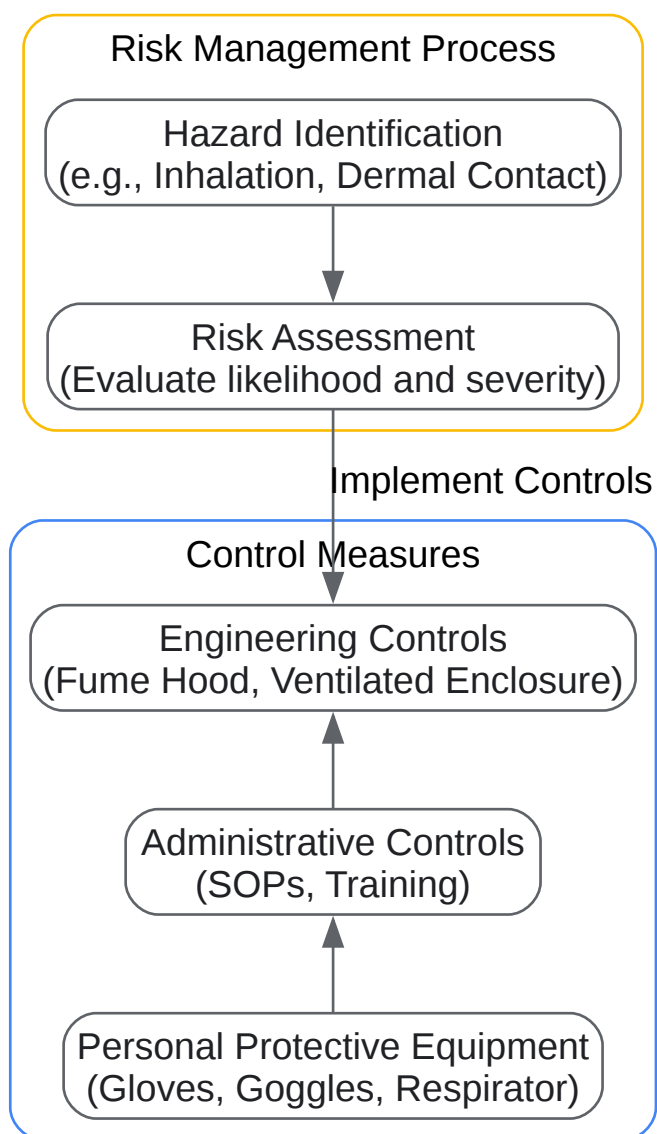 Risk Management Process
Hazard Identification
(e.g., Inhalation, Dermal Contact)
Risk Assessment
(Evaluate likelihood and severity)
Implement Controls
Control Measures
Engineering Controls
(Fume Hood, Ventilated Enclosure)
Administrative Controls
(SOPs, Training)
Personal Protective Equipment
(Gloves, Goggles, Respirator)